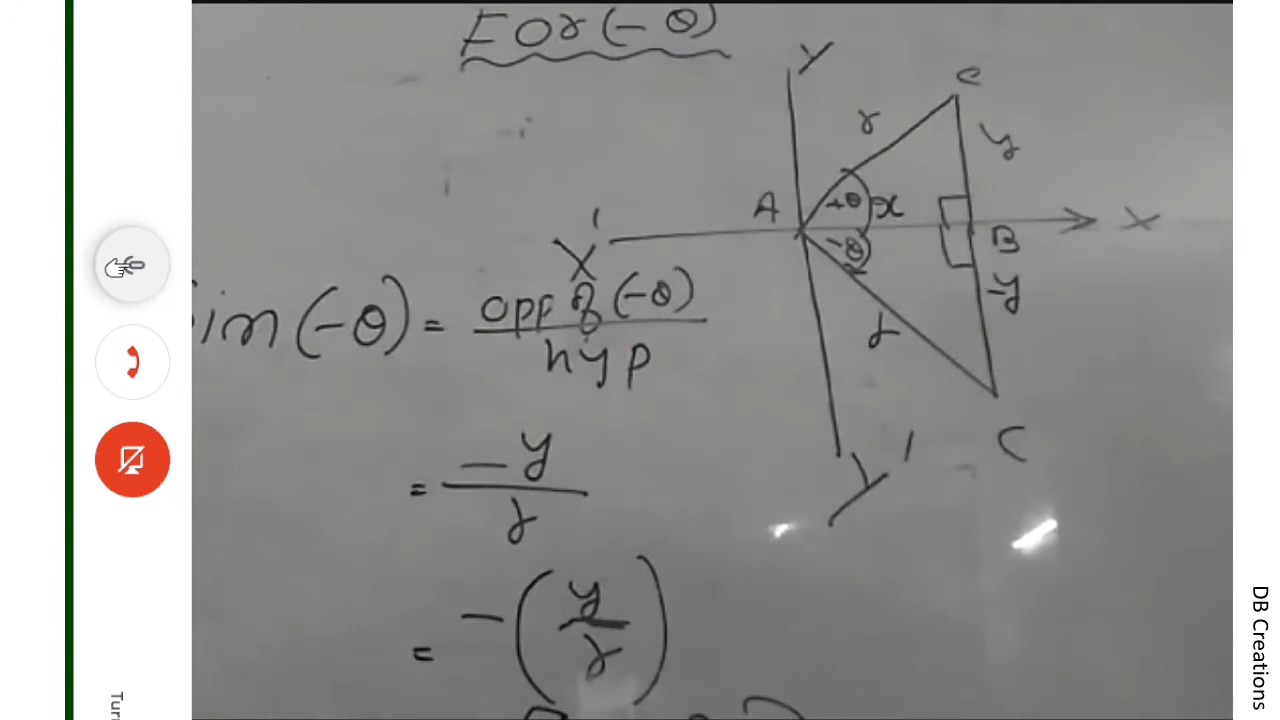 For (-θ)
Y
C
r
y
A
+θ
x
X'
-θ
B
X
-y
r
C
Y'
Sin (-θ) = opp of (-θ) / hyp
= -y / r
= - ( y / r )
DB Creations